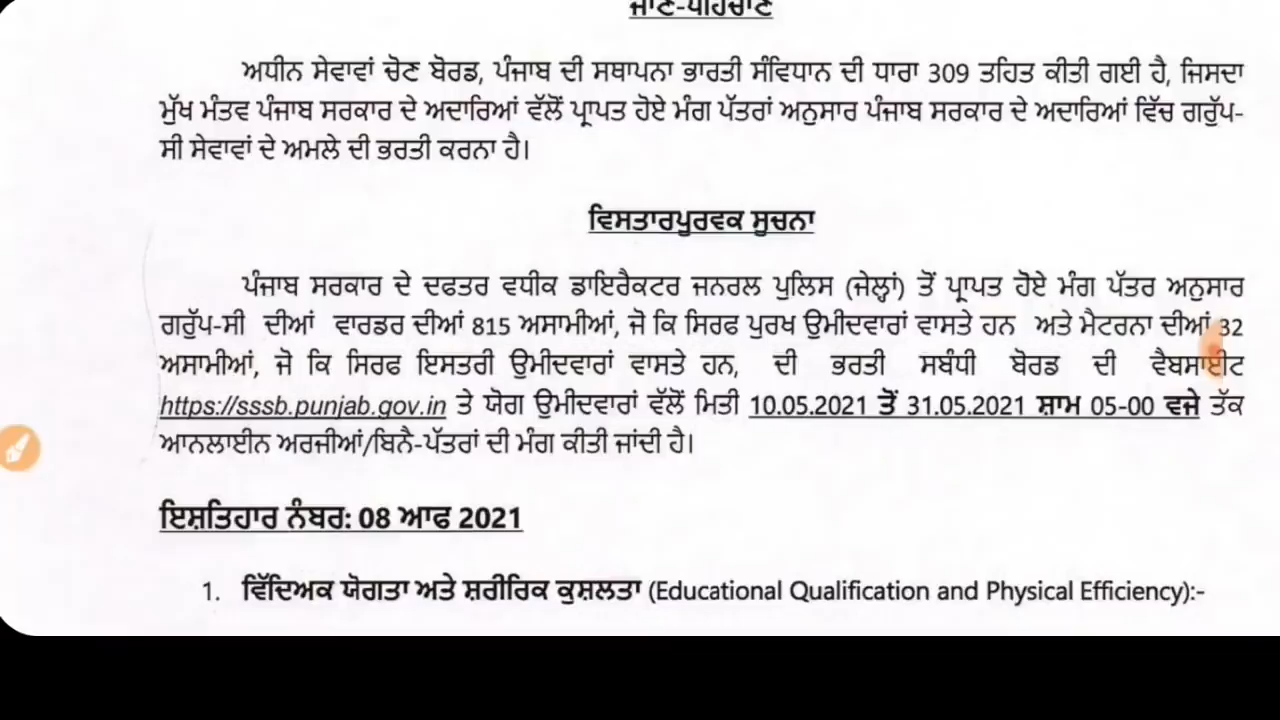 ਜਾਣ-ਪਹਿਚਾਣ
ਅਧੀਨ ਸੇਵਾਵਾਂ ਚੋਣ ਬੋਰਡ, ਪੰਜਾਬ ਦੀ ਸਥਾਪਨਾ ਭਾਰਤੀ ਸੰਵਿਧਾਨ ਦੀ ਧਾਰਾ 309 ਤਹਿਤ ਕੀਤੀ ਗਈ ਹੈ, ਜਿਸਦਾ
ਮੁੱਖ ਮੰਤਵ ਪੰਜਾਬ ਸਰਕਾਰ ਦੇ ਅਦਾਰਿਆਂ ਵੱਲੋਂ ਪ੍ਰਾਪਤ ਹੋਏ ਮੰਗ ਪੱਤਰਾਂ ਅਨੁਸਾਰ ਪੰਜਾਬ ਸਰਕਾਰ ਦੇ ਅਦਾਰਿਆਂ ਵਿੱਚ ਗਰੁੱਪ-
ਸੀ ਸੇਵਾਵਾਂ ਦੇ ਅਮਲੇ ਦੀ ਭਰਤੀ ਕਰਨਾ ਹੈ।
ਵਿਸਤਾਰਪੂਰਵਕ ਸੂਚਨਾ
ਪੰਜਾਬ ਸਰਕਾਰ ਦੇ ਦਫਤਰ ਵਧੀਕ ਡਾਇਰੈਕਟਰ ਜਨਰਲ ਪੁਲਿਸ (ਜੇਲ੍ਹਾਂ) ਤੋਂ ਪ੍ਰਾਪਤ ਹੋਏ ਮੰਗ ਪੱਤਰ ਅਨੁਸਾਰ
ਗਰੁੱਪ-ਸੀ ਦੀਆਂ ਵਾਰਡਰ ਦੀਆਂ 815 ਅਸਾਮੀਆਂ, ਜੋ ਕਿ ਸਿਰਫ ਪੁਰਖ ਉਮੀਦਵਾਰਾਂ ਵਾਸਤੇ ਹਨ ਅਤੇ ਮੈਟਰਨਾ ਦੀਆਂ 32
ਅਸਾਮੀਆਂ, ਜੋ ਕਿ ਸਿਰਫ ਇਸਤਰੀ ਉਮੀਦਵਾਰਾਂ ਵਾਸਤੇ ਹਨ, ਦੀ ਭਰਤੀ ਸਬੰਧੀ ਬੋਰਡ ਦੀ ਵੈਬਸਾਈਟ
https://sssb.punjab.gov.in ਤੇ ਯੋਗ ਉਮੀਦਵਾਰਾਂ ਵੱਲੋਂ ਮਿਤੀ 10.05.2021 ਤੋਂ 31.05.2021 ਸ਼ਾਮ 05-00 ਵਜੇ ਤੱਕ
ਆਨਲਾਈਨ ਅਰਜੀਆਂ/ਬਿਨੈ-ਪੱਤਰਾਂ ਦੀ ਮੰਗ ਕੀਤੀ ਜਾਂਦੀ ਹੈ।
ਇਸ਼ਤਿਹਾਰ ਨੰਬਰ: 08 ਆਫ 2021
1. ਵਿੱਦਿਅਕ ਯੋਗਤਾ ਅਤੇ ਸ਼ਰੀਰਿਕ ਕੁਸ਼ਲਤਾ (Educational Qualification and Physical Efficiency):-